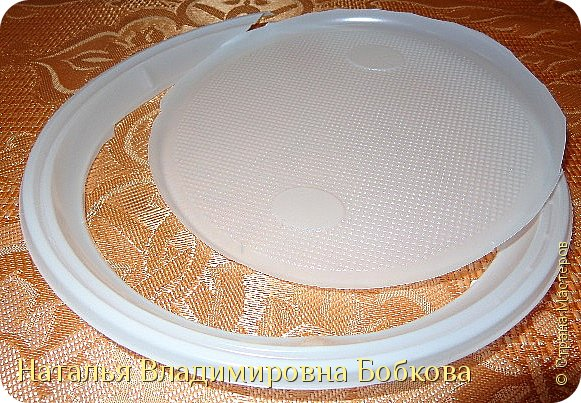 Наталья Владимировна Бобкова
© Страна Мастеров